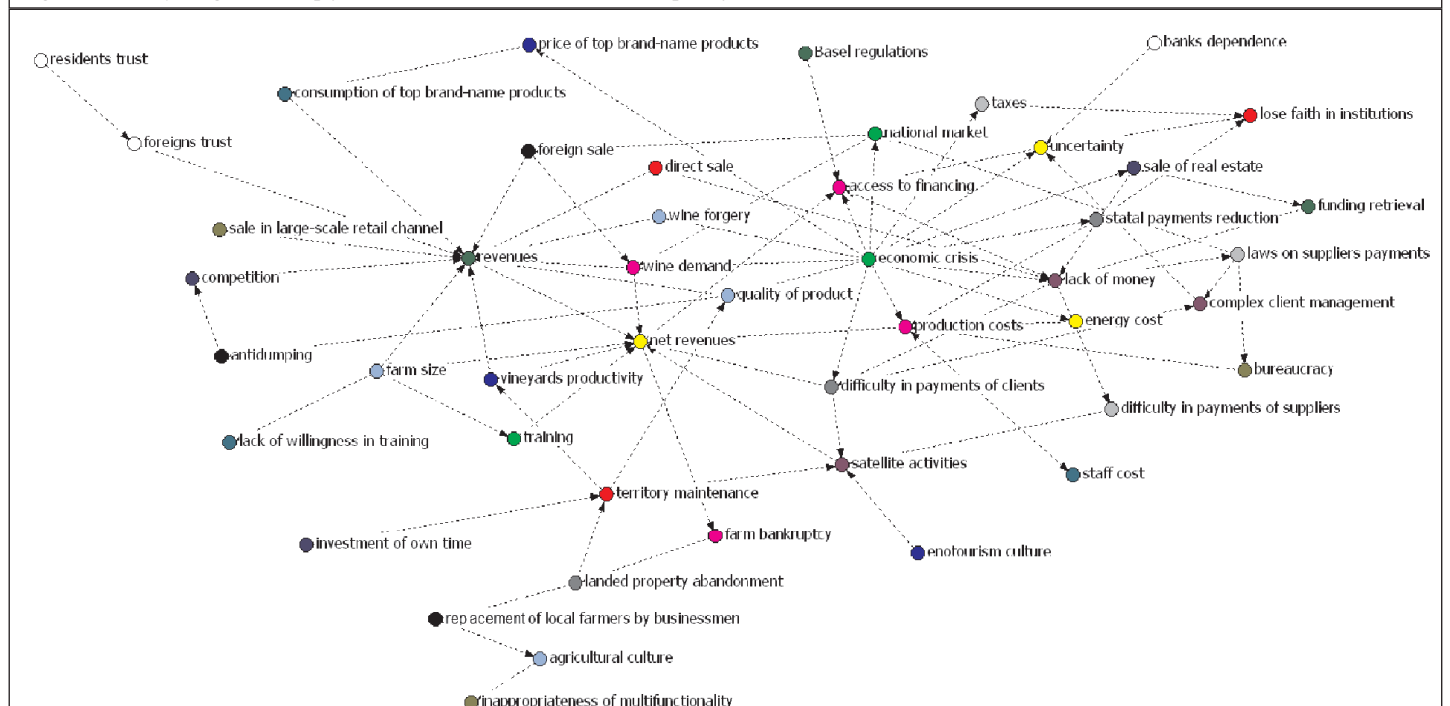 price of top brand-name products
banks dependence
Basel regulations
residents trust
consumption of top brand-name products
taxes
lose faith in institutions
national market
foreigns trust
uncertainty
foreign sale
direct sale
sale of real estate
access to financing
funding retrieval
wine forgery
statal payments reduction
sale in large-scale retail channel
laws on suppliers payments
revenues
economic crisis
wine demand
competition
lack of money
quality of product
complex client management
energy cost
production costs
net revenues
antidumping
farm size
bureaucracy
vineyards productivity
difficulty in payments of clients
difficulty in payments of suppliers
training
lack of willingness in training
satellite activities
staff cost
territory maintenance
farm bankruptcy
investment of own time
enotourism culture
landed property abandonment
rep acement of local farmers by businessmen
agricultural culture
inappropriateness of multifunctionality